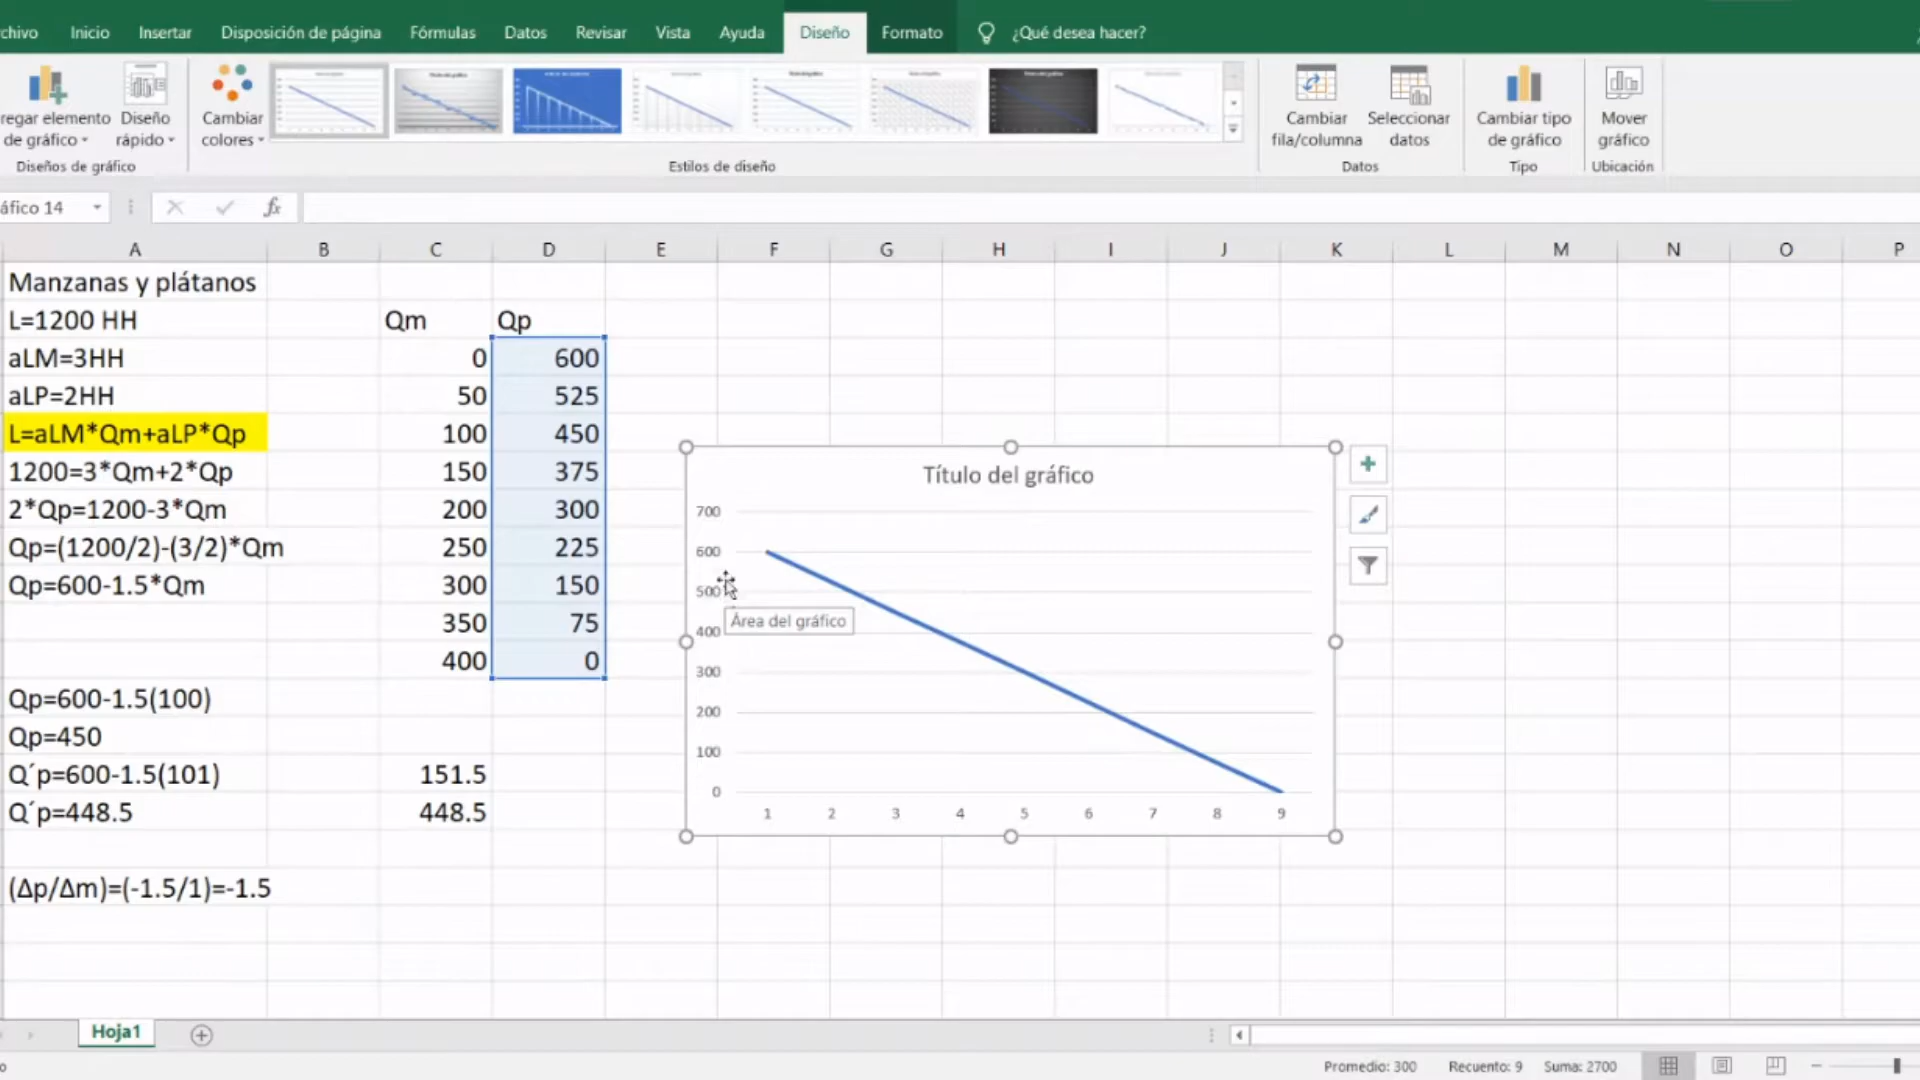 chivo Inicio Insertar Disposición de página Fórmulas Datos Revisar Vista Ayuda Diseño Formato ¿Qué desea hacer?
regar elemento de gráfico
Diseño rápido
Cambiar colores
Cambiar fila/columna
Seleccionar datos
Cambiar tipo de gráfico
Mover gráfico
Diseños de gráfico Estilos de diseño Datos Tipo Ubicación
áfico 14 fx
A B C D E F G H I J K L M N O P
Manzanas y plátanos
L=1200 HH Qm Qp
aLM=3HH 0 600
aLP=2HH 50 525
L=aLM*Qm+aLP*Qp 100 450
1200=3*Qm+2*Qp 150 375
2*Qp=1200-3*Qm 200 300
Qp=(1200/2)-(3/2)*Qm 250 225
Qp=600-1.5*Qm 300 150
350 75
400 0
Qp=600-1.5(100)
Qp=450
Q´p=600-1.5(101) 151.5
Q´p=448.5 448.5
(Δp/Δm)=(-1.5/1)=-1.5
Título del gráfico
700
600
500
Área del gráfico
400
300
200
100
0
1 2 3 4 5 6 7 8 9
Hoja1
Promedio: 300 Recuento: 9 Suma: 2700